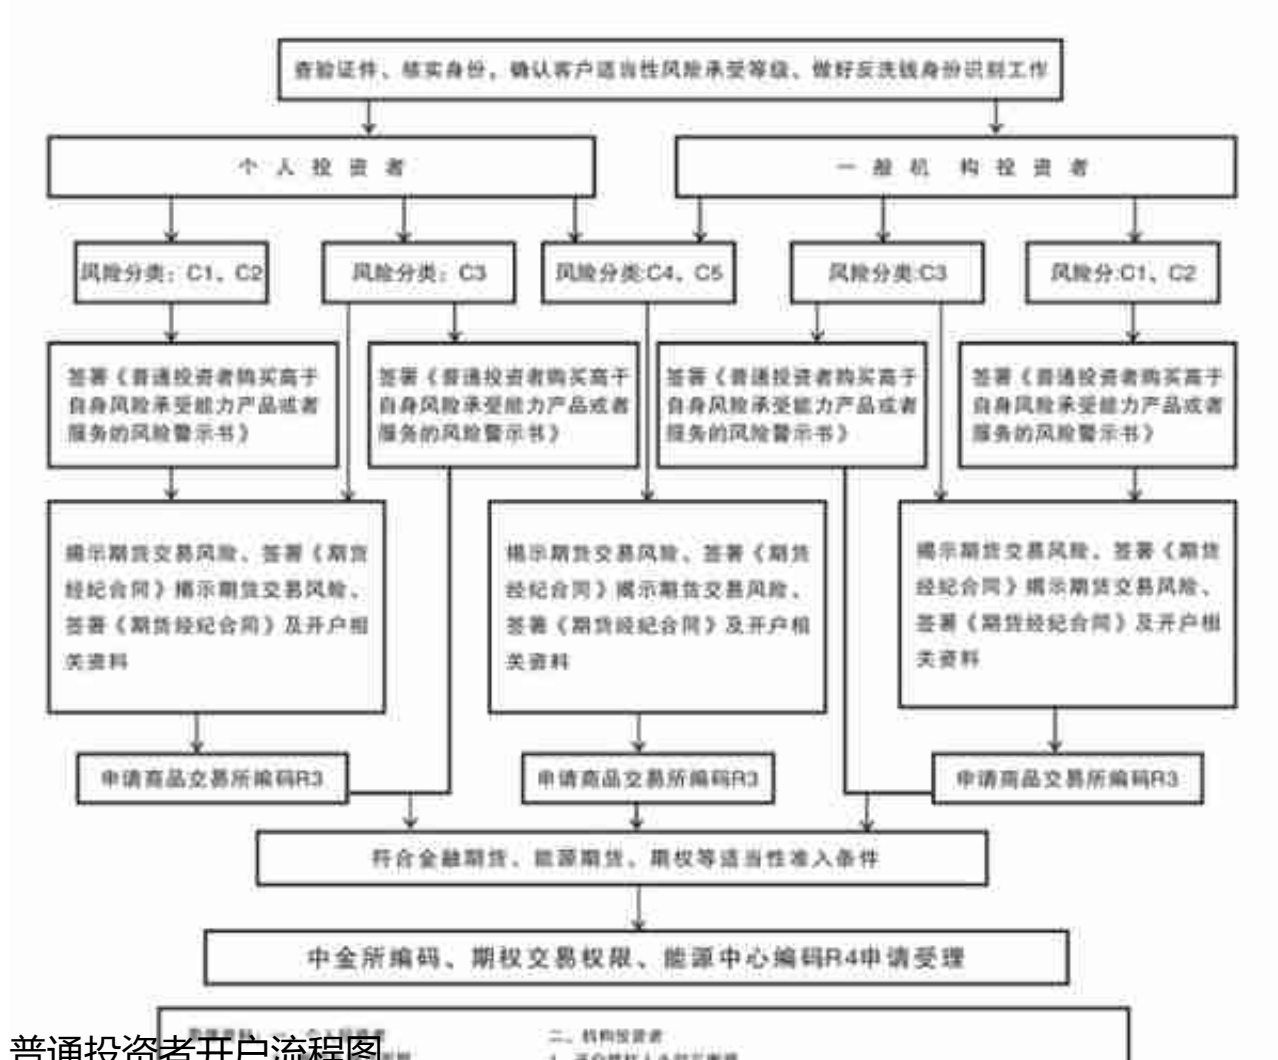 查验证件、核实身份，确认客户适当性风险承受等级、做好反洗钱身份识别工作
个人投资者
一般机构投资者
风险分类：C1、C2
风险分类：C3
风险分类:C4、C5
风险分类:C3
风险分:C1、C2
签署《普通投资者购买高于
自身风险承受能力产品或者
服务的风险警示书》
签署《普通投资者购买高于
自身风险承受能力产品或者
服务的风险警示书》
签署《普通投资者购买高于
自身风险承受能力产品或者
服务的风险警示书》
签署《普通投资者购买高于
自身风险承受能力产品或者
服务的风险警示书》
揭示期货交易风险、签署《期货
经纪合同》揭示期货交易风险、
签署《期货经纪合同》及开户相
关资料
揭示期货交易风险、签署《期货
经纪合同》揭示期货交易风险、
签署《期货经纪合同》及开户相
关资料
揭示期货交易风险、签署《期货
经纪合同》揭示期货交易风险、
签署《期货经纪合同》及开户相
关资料
申请商品交易所编码R3
申请商品交易所编码R3
申请商品交易所编码R3
符合金融期货、能源期货、期权等适当性准入条件
中金所编码、期权交易权限、能源中心编码R4申请受理
个人投资者
二、机构投资者
普通投资者开户流程图